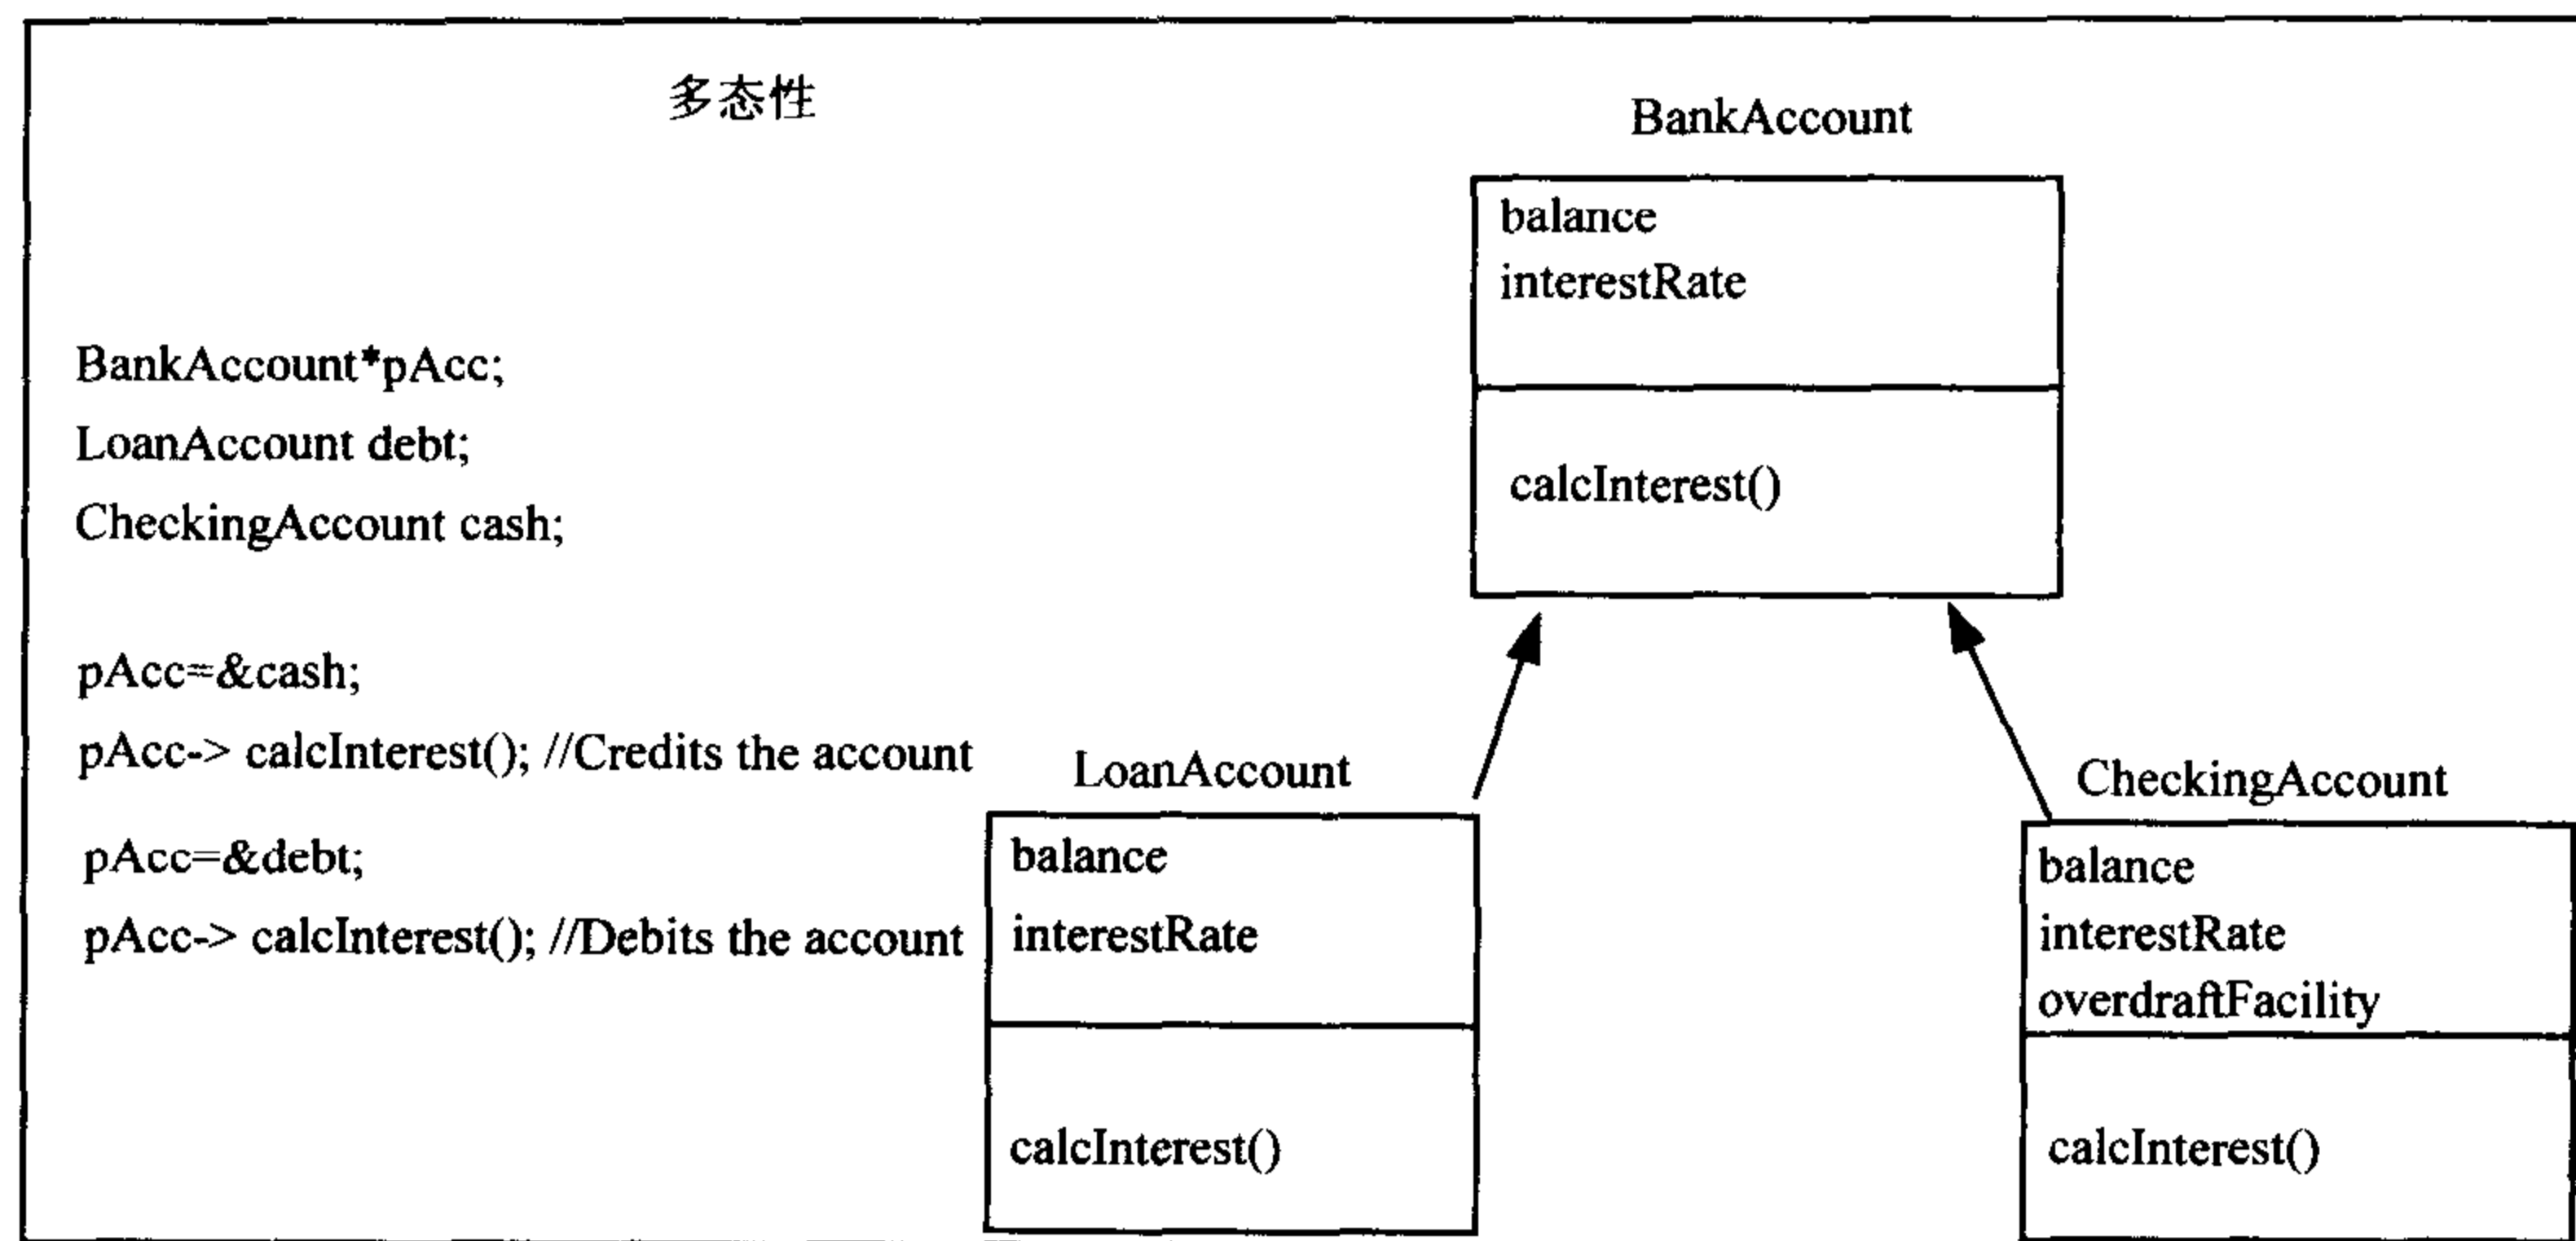 多态性
BankAccount*pAcc;
LoanAccount debt;
CheckingAccount cash;
pAcc=&cash;
pAcc-> calcInterest(); //Credits the account
pAcc=&debt;
pAcc-> calcInterest(); //Debits the account
BankAccount
balance
interestRate
calcInterest()
LoanAccount
balance
interestRate
calcInterest()
CheckingAccount
balance
interestRate
overdraftFacility
calcInterest()